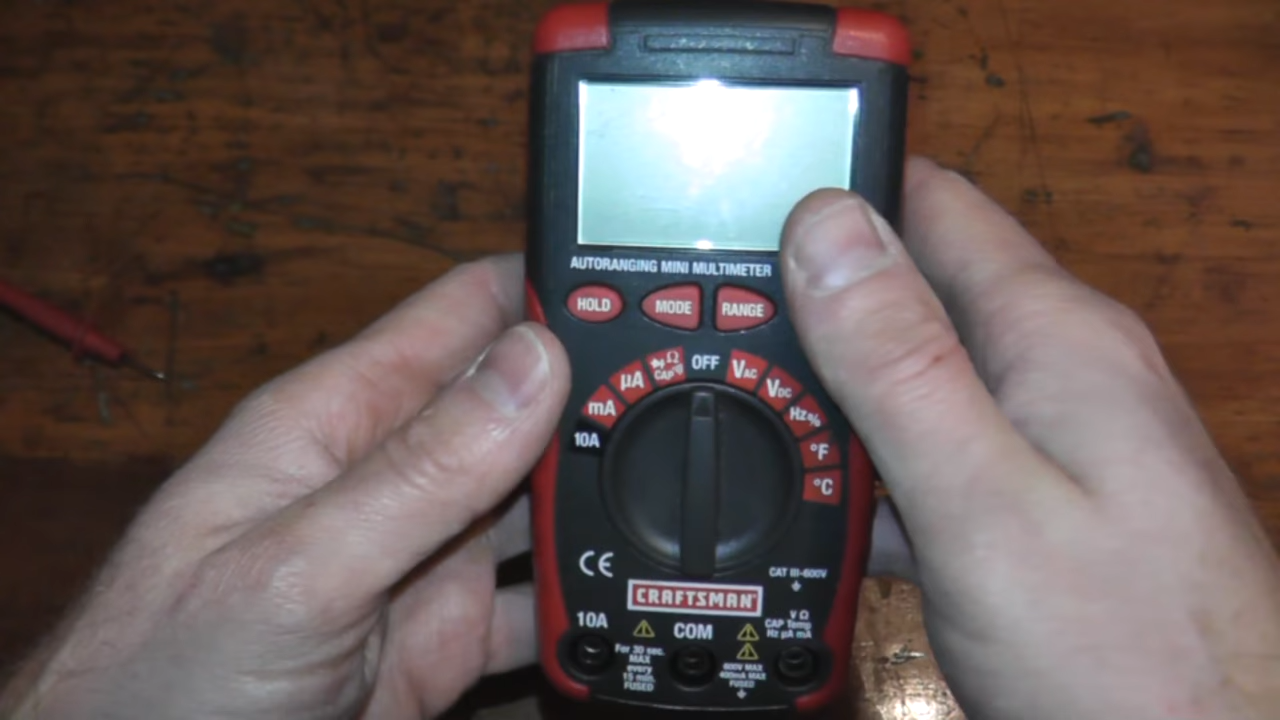 AUTORANGING MINI MULTIMETER
HOLD
MODE
RANGE
10A
mA
µA
Ω
CAP
OFF
VAC
VDC
Hz%
°F
°C
CE
CAT III-600V
CRAFTSMAN
10A
COM
V Ω
CAP Temp
Hz µA mA
For 30 sec.
MAX
every
15 min.
FUSED
600V MAX
400mA MAX
FUSED